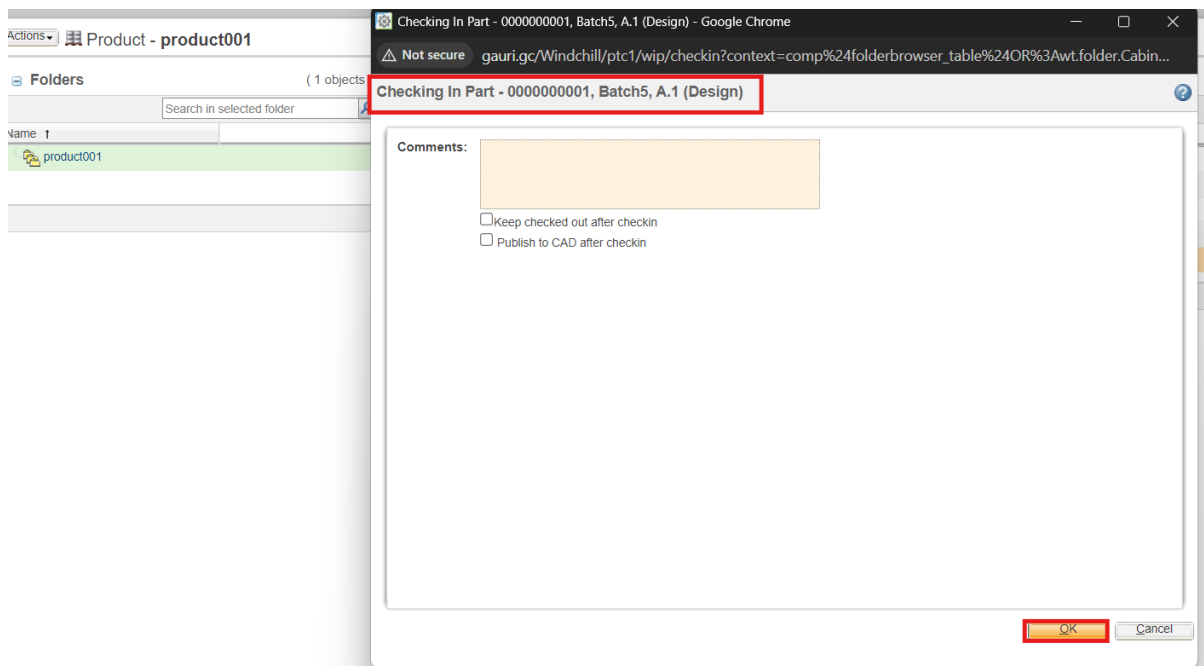 Actions
Product - product001
Folders
( 1 objects
Search in selected folder
Name ↑
product001
Checking In Part - 0000000001, Batch5, A.1 (Design) - Google Chrome
Not secure gauri.gc/Windchill/ptc1/wip/checkin?context=comp%24folderbrowser_table%24OR%3Awt.folder.Cabin...
Checking In Part - 0000000001, Batch5, A.1 (Design)
Comments:
Keep checked out after checkin
Publish to CAD after checkin
OK
Cancel